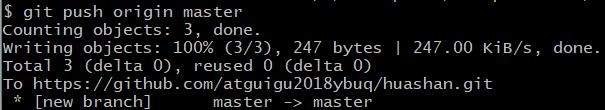 $ git push origin master
Counting objects: 3, done.
Writing objects: 100% (3/3), 247 bytes | 247.00 KiB/s, done.
Total 3 (delta 0), reused 0 (delta 0)
To https://github.com/atguigu2018ybuq/huashan.git
 * [new branch]      master -> master